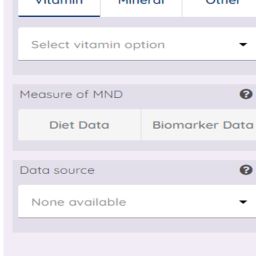 Vitamin Mineral Other
Select vitamin option
Measure of MND
Diet Data Biomarker Data
Data source
None available